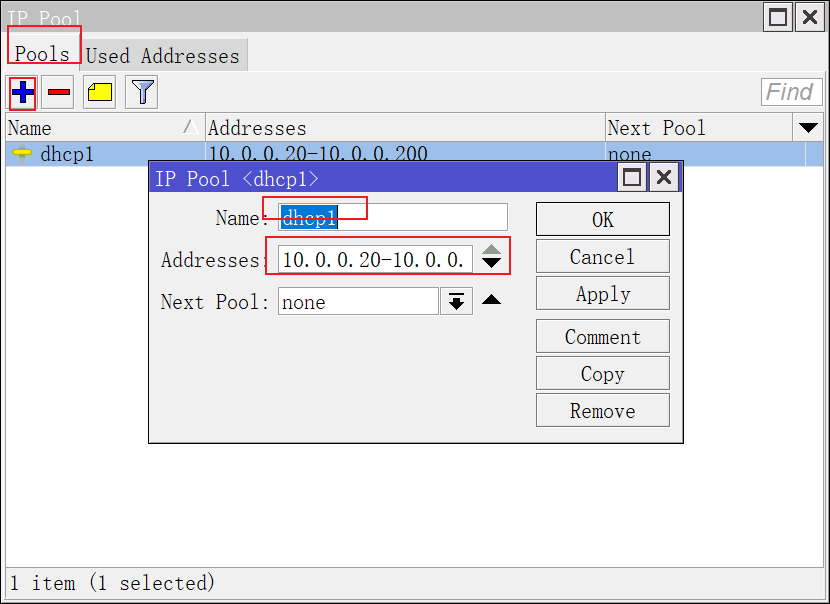 IP Pool
Pools Used Addresses
Find
Name Addresses Next Pool
dhcp1 10.0.0.20-10.0.0.200 none
IP Pool <dhcp1>
Name: dhcp1
OK
Addresses: 10.0.0.20-10.0.0.
Cancel
Next Pool: none
Apply
Comment
Copy
Remove
1 item (1 selected)